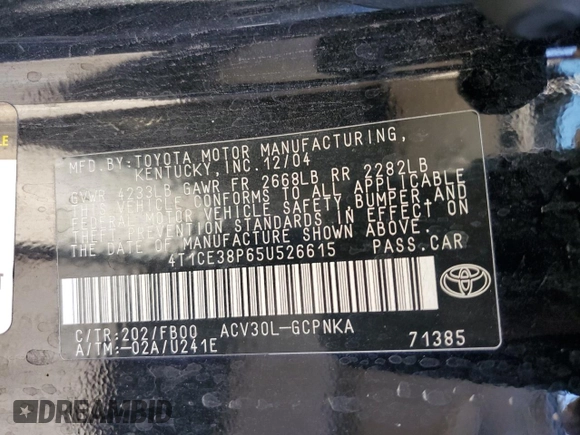 MFD.BY:TOYOTA MOTOR MANUFACTURING,
KENTUCKY,INC.12/04
GVWR 4233LB GAWR FR 2668LB RR 2282LB
THIS VEHICLE CONFORMS TO ALL APPLICABLE
FEDERAL MOTOR VEHICLE SAFETY,BUMPER,AND
THEFT PREVENTION STANDARDS IN EFFECT ON
THE DATE OF MANUFACTURE SHOWN ABOVE.
4T1CE38P65U526615 PASS.CAR
TOYOTA
C/TR:202/FB00 ACV30L-GCPNKA
A/TM:-02A/U241E 71385
DREAMBID